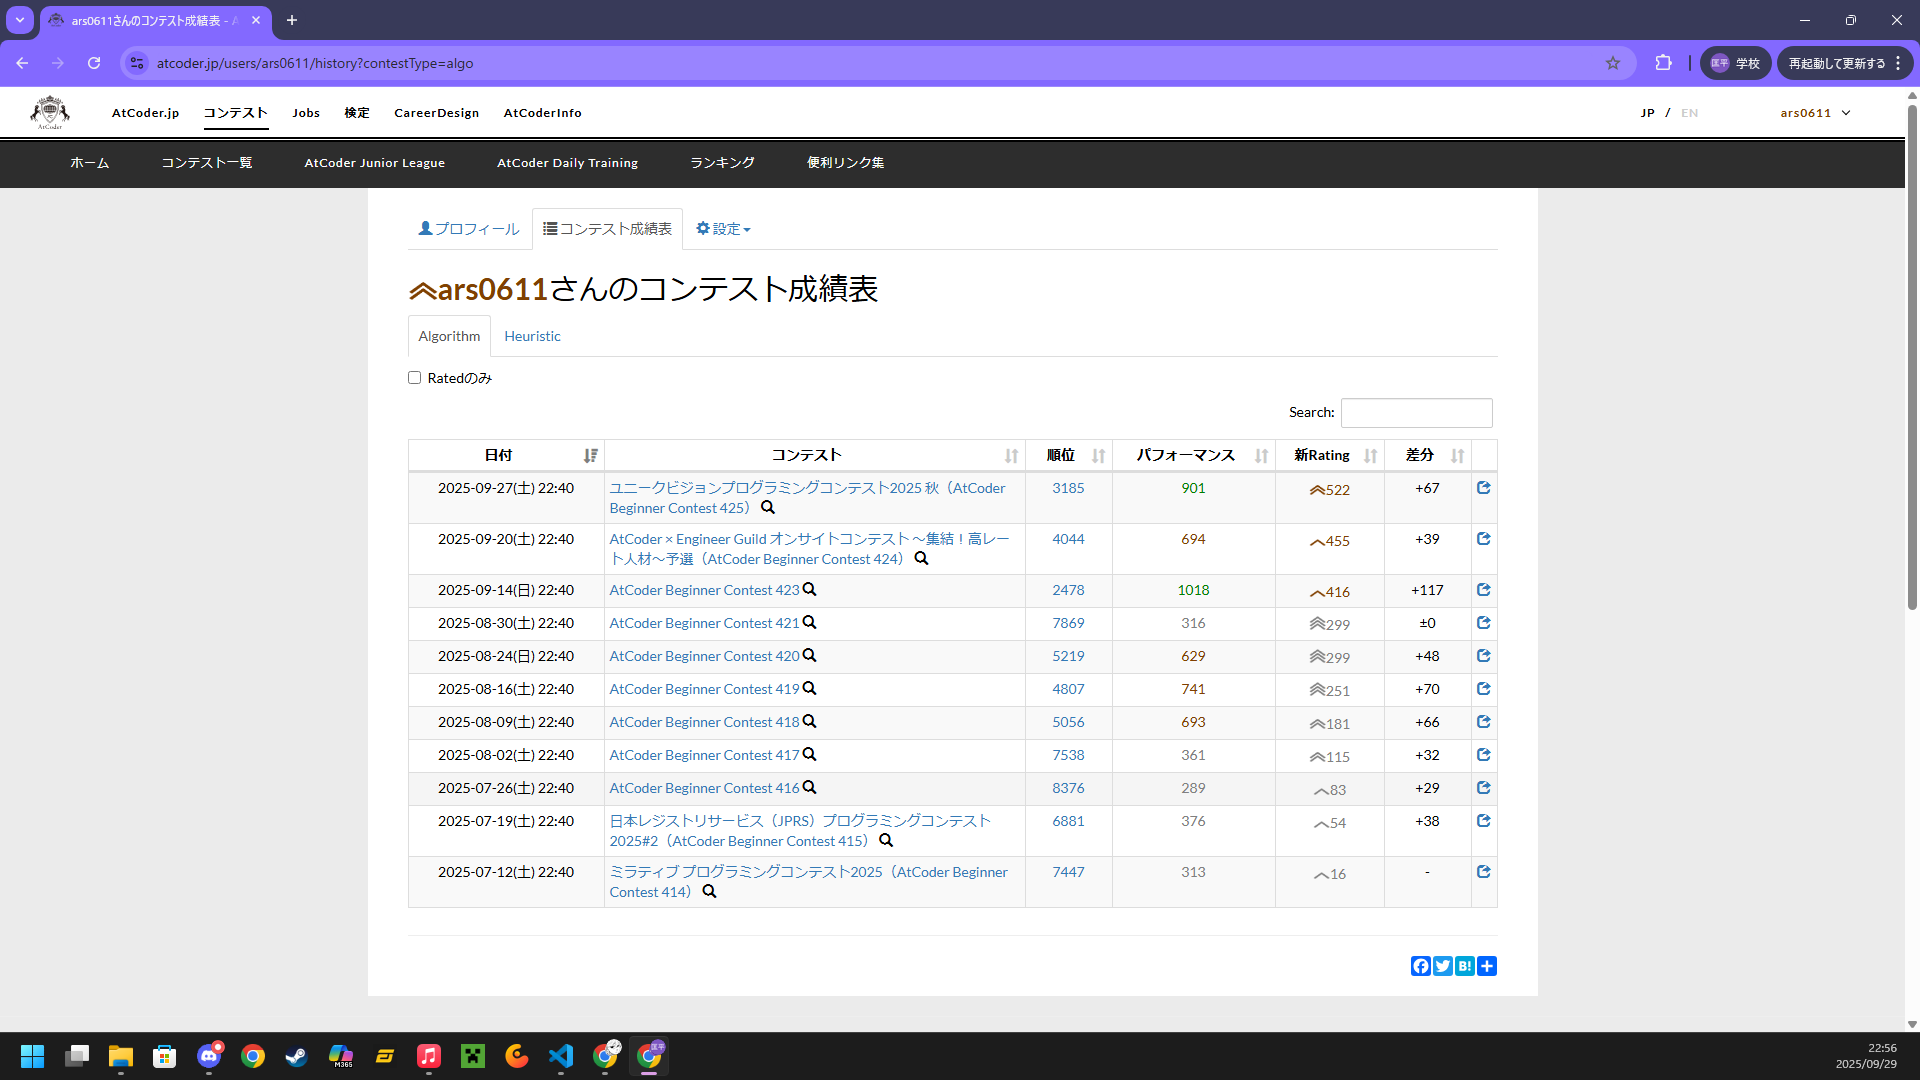 ars0611さんのコンテスト成績表 - A
atcoder.jp/users/ars0611/history?contestType=algo
匡平 学校
再起動して更新する
AtCoder
AtCoder.jp コンテスト Jobs 検定 CareerDesign AtCoderInfo
JP / EN
ars0611
ホーム コンテスト一覧 AtCoder Junior League AtCoder Daily Training ランキング 便利リンク集
プロフィール コンテスト成績表 設定
ars0611さんのコンテスト成績表
Algorithm Heuristic
Ratedのみ
Search:
日付 コンテスト 順位 パフォーマンス 新Rating 差分
2025-09-27(土) 22:40 ユニークビジョンプログラミングコンテスト2025 秋（AtCoder 3185 901 522 +67
Beginner Contest 425）
2025-09-20(土) 22:40 AtCoder × Engineer Guild オンサイトコンテスト ～集結！高レー 4044 694 455 +39
ト人材～予選（AtCoder Beginner Contest 424）
2025-09-14(日) 22:40 AtCoder Beginner Contest 423 2478 1018 416 +117
2025-08-30(土) 22:40 AtCoder Beginner Contest 421 7869 316 299 ±0
2025-08-24(日) 22:40 AtCoder Beginner Contest 420 5219 629 299 +48
2025-08-16(土) 22:40 AtCoder Beginner Contest 419 4807 741 251 +70
2025-08-09(土) 22:40 AtCoder Beginner Contest 418 5056 693 181 +66
2025-08-02(土) 22:40 AtCoder Beginner Contest 417 7538 361 115 +32
2025-07-26(土) 22:40 AtCoder Beginner Contest 416 8376 289 83 +29
2025-07-19(土) 22:40 日本レジストリサービス（JPRS）プログラミングコンテスト 6881 376 54 +38
2025#2（AtCoder Beginner Contest 415）
2025-07-12(土) 22:40 ミラティブ プログラミングコンテスト2025（AtCoder Beginner 7447 313 16 -
Contest 414）
B!
M365
匡平
22:56
2025/09/29